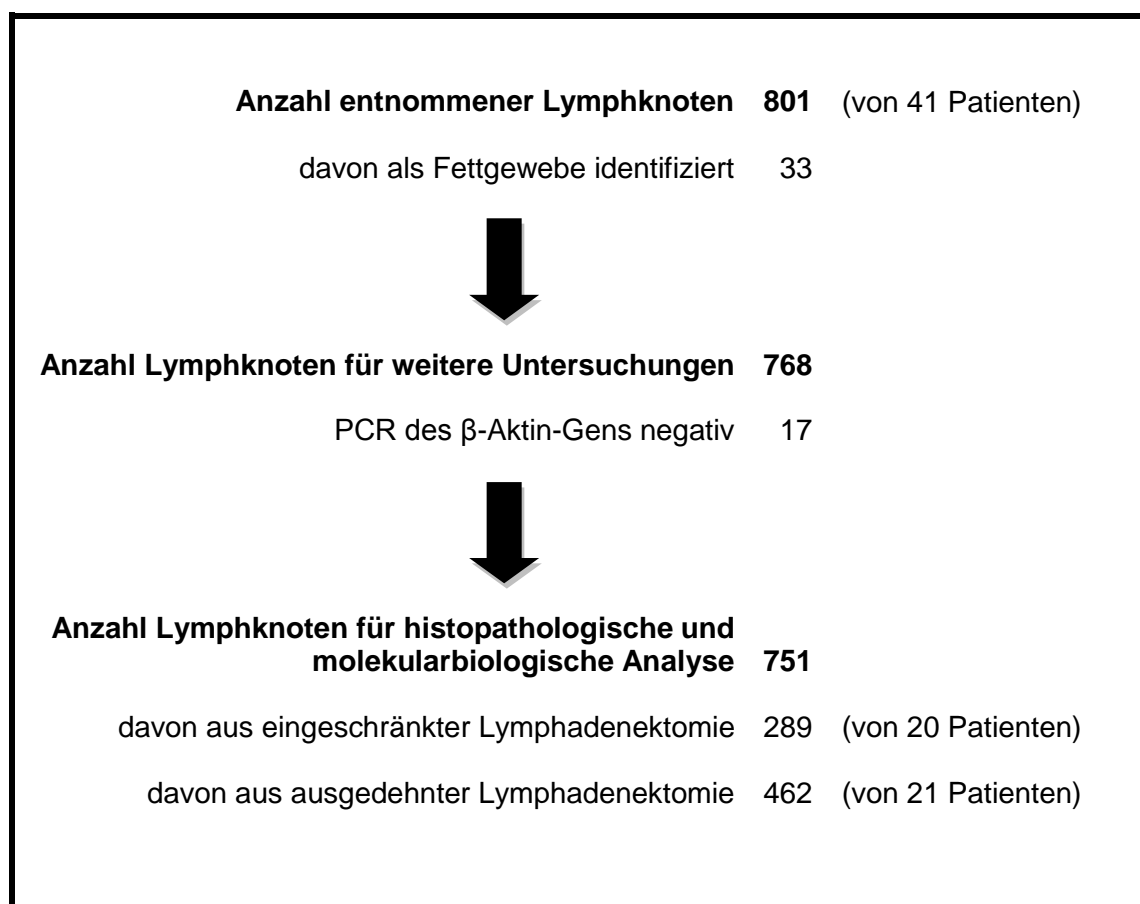 Anzahl entnommener Lymphknoten 801 (von 41 Patienten)
davon als Fettgewebe identifiziert 33
Anzahl Lymphknoten für weitere Untersuchungen 768
PCR des β-Aktin-Gens negativ 17
Anzahl Lymphknoten für histopathologische und
molekularbiologische Analyse 751
davon aus eingeschränkter Lymphadenektomie 289 (von 20 Patienten)
davon aus ausgedehnter Lymphadenektomie 462 (von 21 Patienten)